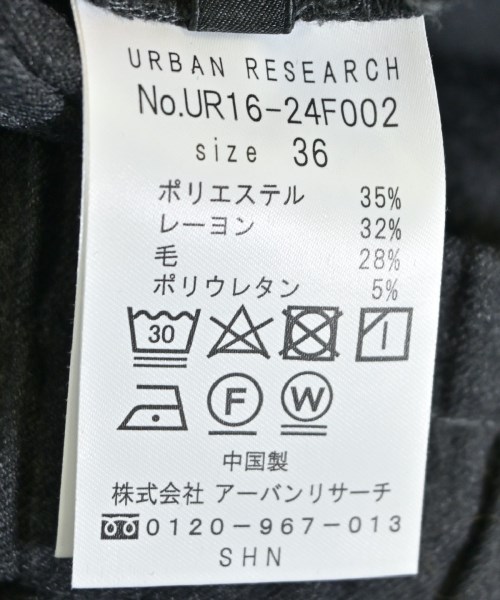 URBAN RESEARCH
No.UR16-24F002
size 36
ポリエステル 35%
レーヨン 32%
毛 28%
ポリウレタン 5%
30
F W
中国製
株式会社 アーバンリサーチ
0120-967-013
SHN